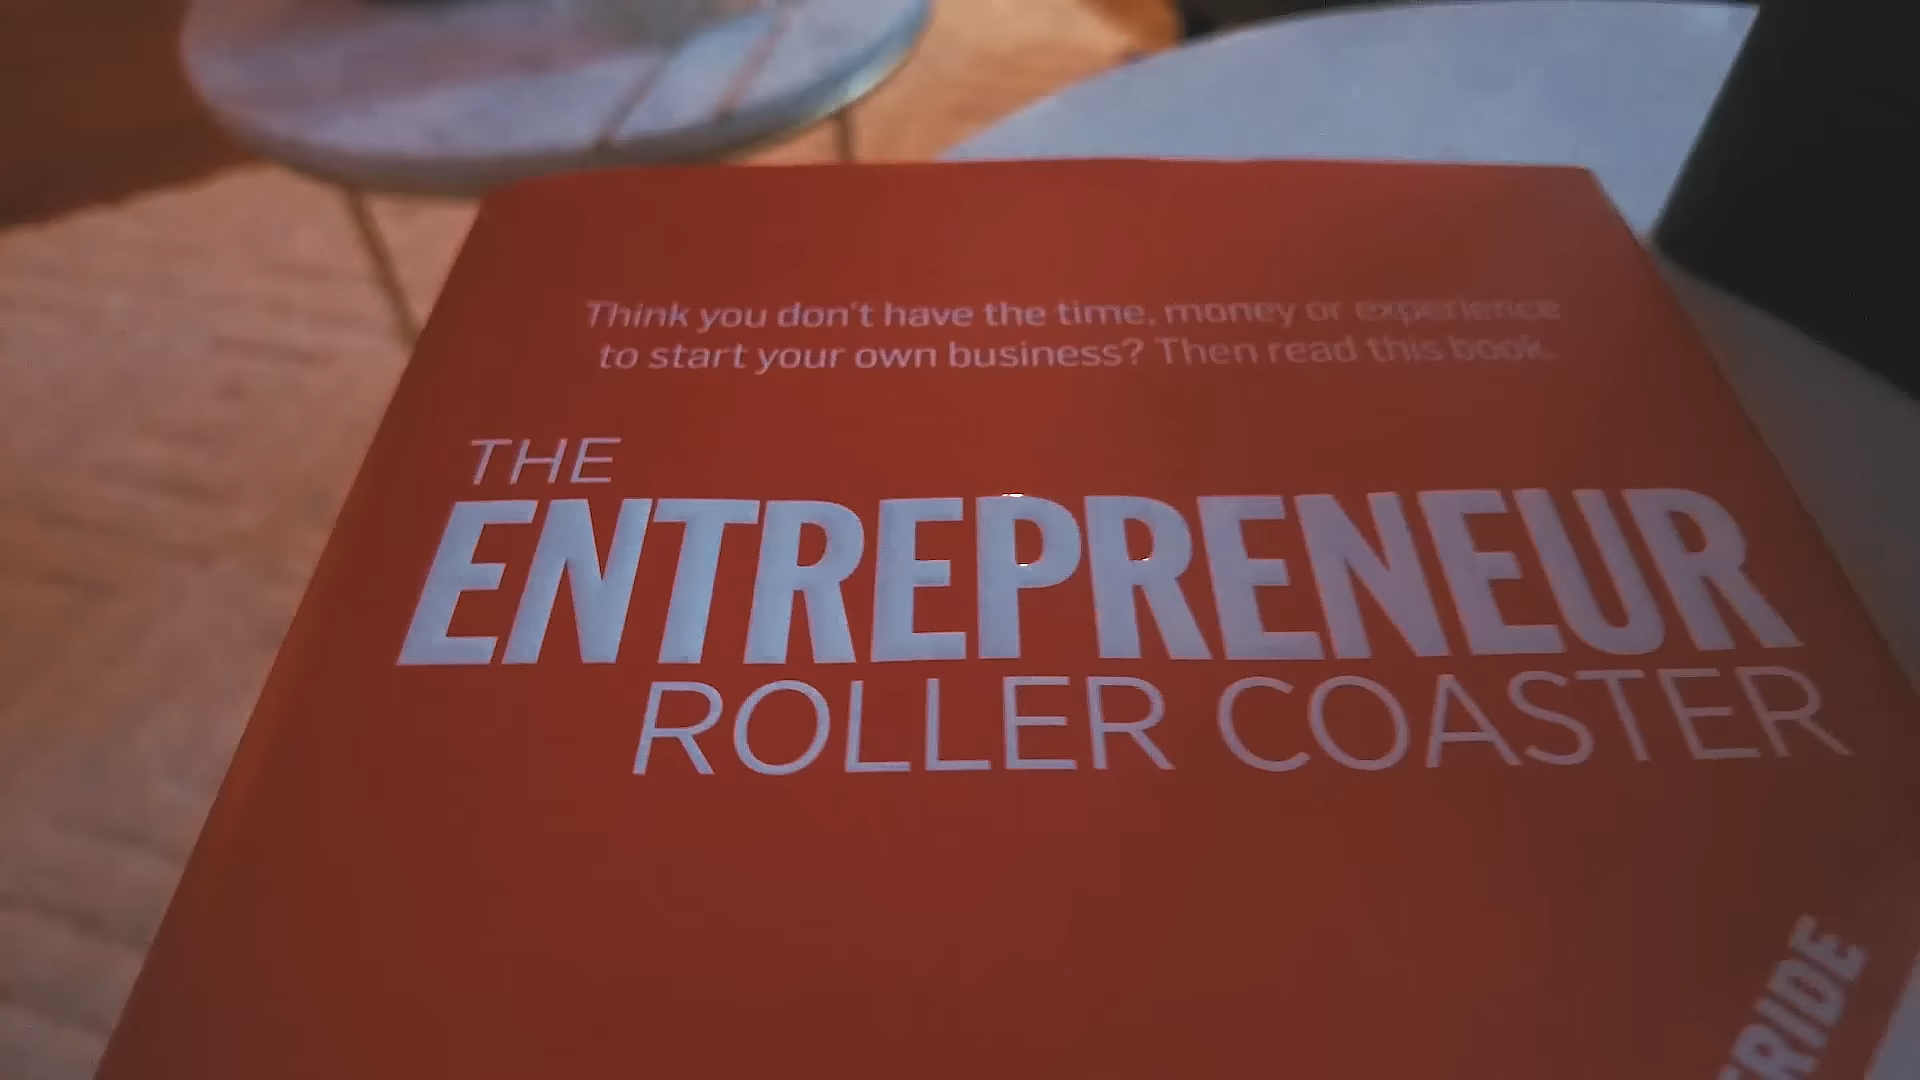 Think you don't have the time, money or experience
to start your own business? Then read this book.
THE
ENTREPRENEUR
ROLLER COASTER
RIDE